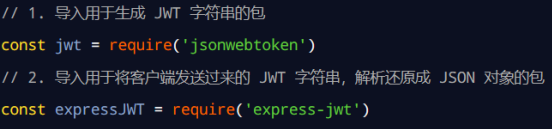 // 1. 导入用于生成 JWT 字符串的包
const jwt = require('jsonwebtoken')
// 2. 导入用于将客户端发送过来的 JWT 字符串，解析还原成 JSON 对象的包
const expressJWT = require('express-jwt')